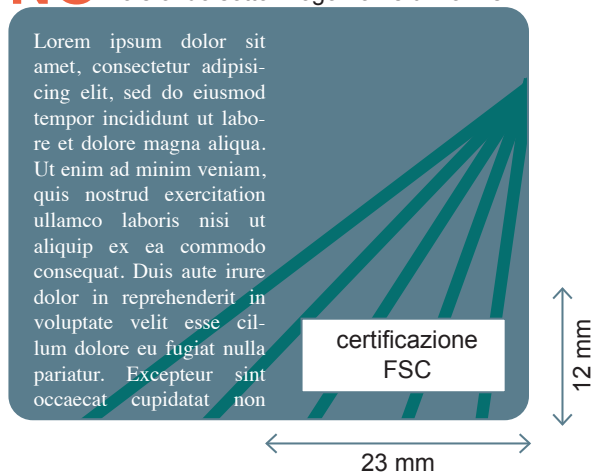 NO
Lorem ipsum dolor sit
amet, consectetur adipisi-
cing elit, sed do eiusmod
tempor incididunt ut labo-
re et dolore magna aliqua.
Ut enim ad minim veniam,
quis nostrud exercitation
ullamco laboris nisi ut
aliquip ex ea commodo
consequat. Duis aute irure
dolor in reprehenderit in
voluptate velit esse cil-
lum dolore eu fugiat nulla
pariatur. Excepteur sint
occaecat cupidatat non
certificazione
FSC
12 mm
23 mm